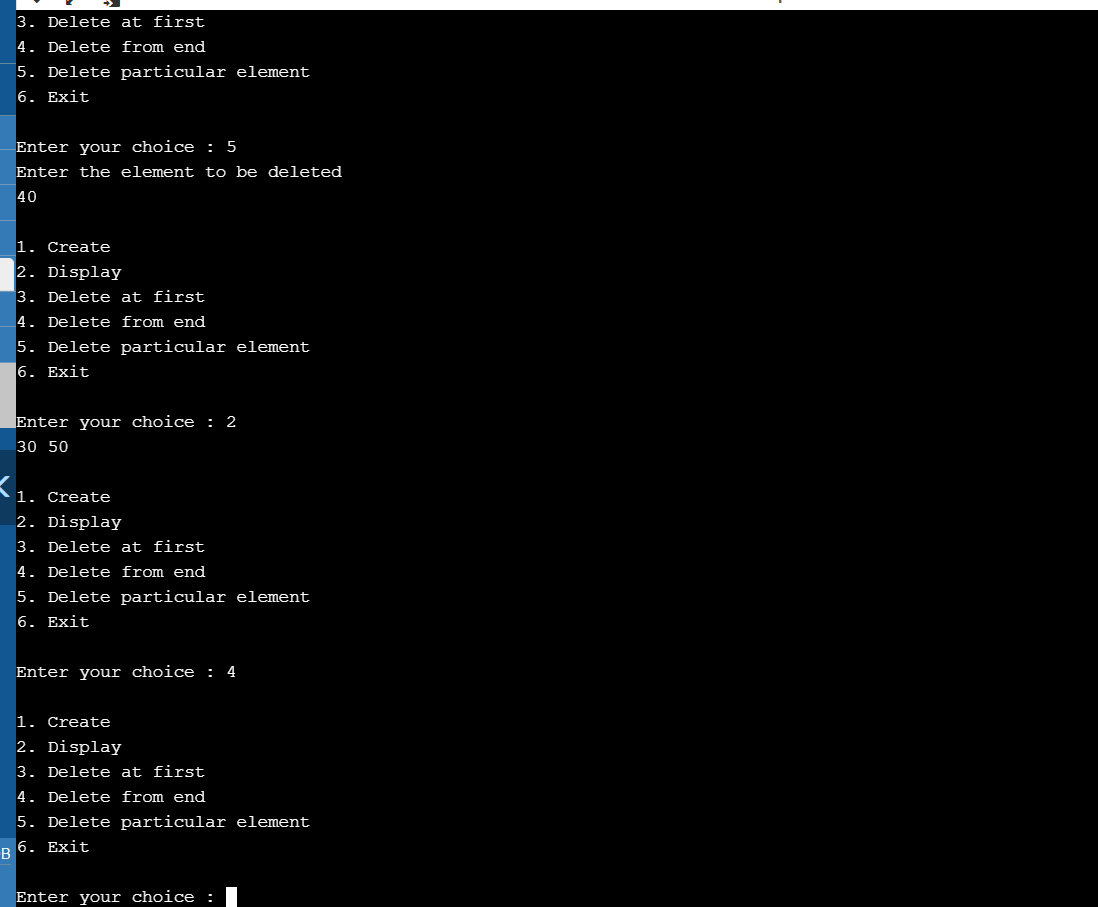 3. Delete at first
4. Delete from end
5. Delete particular element
6. Exit
Enter your choice : 5
Enter the element to be deleted
40
1. Create
2. Display
3. Delete at first
4. Delete from end
5. Delete particular element
6. Exit
Enter your choice : 2
30 50
1. Create
2. Display
3. Delete at first
4. Delete from end
5. Delete particular element
6. Exit
Enter your choice : 4
1. Create
2. Display
3. Delete at first
4. Delete from end
5. Delete particular element
B
6. Exit
Enter your choice :